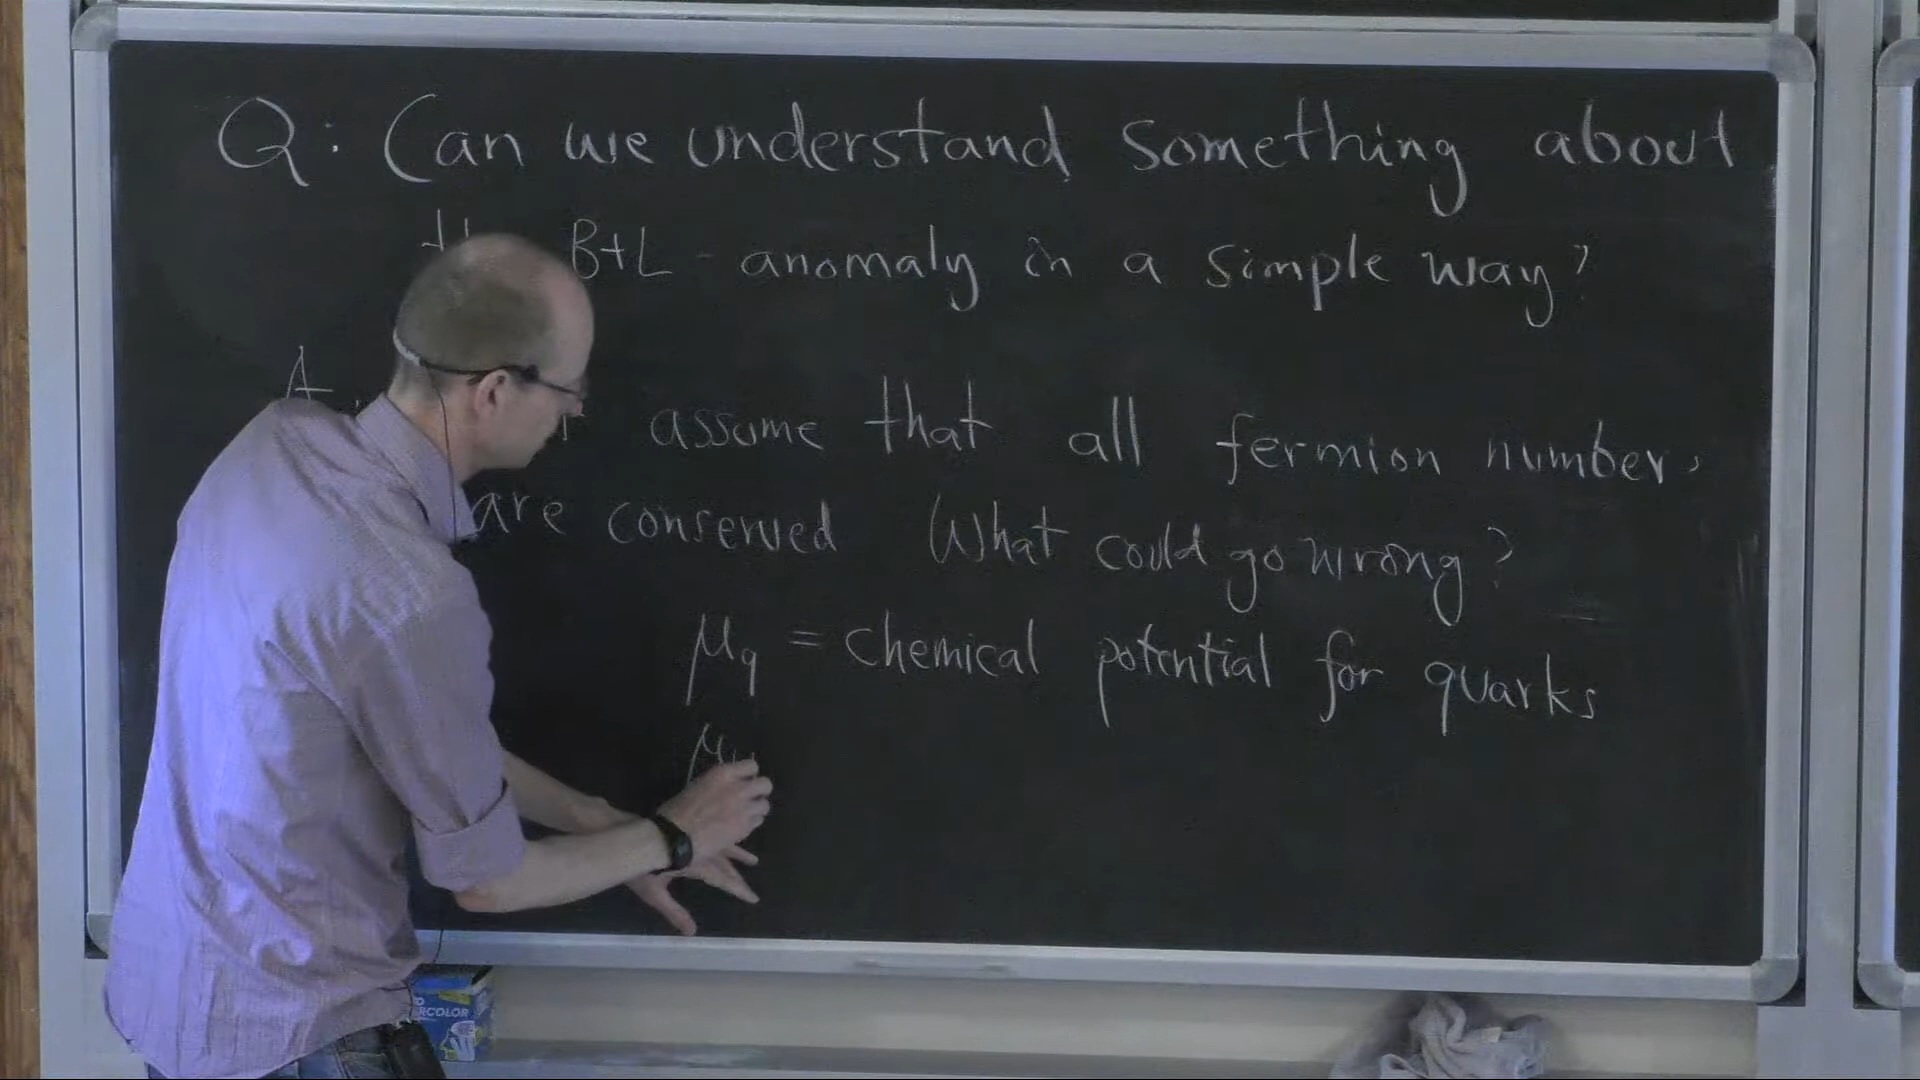 Q: Can we understand something about
B+L - anomaly in a simple way?
assume that all fermion numbers
are conserved What could go wrong?
μq = chemical potential for quarks
μ
RCOLOR